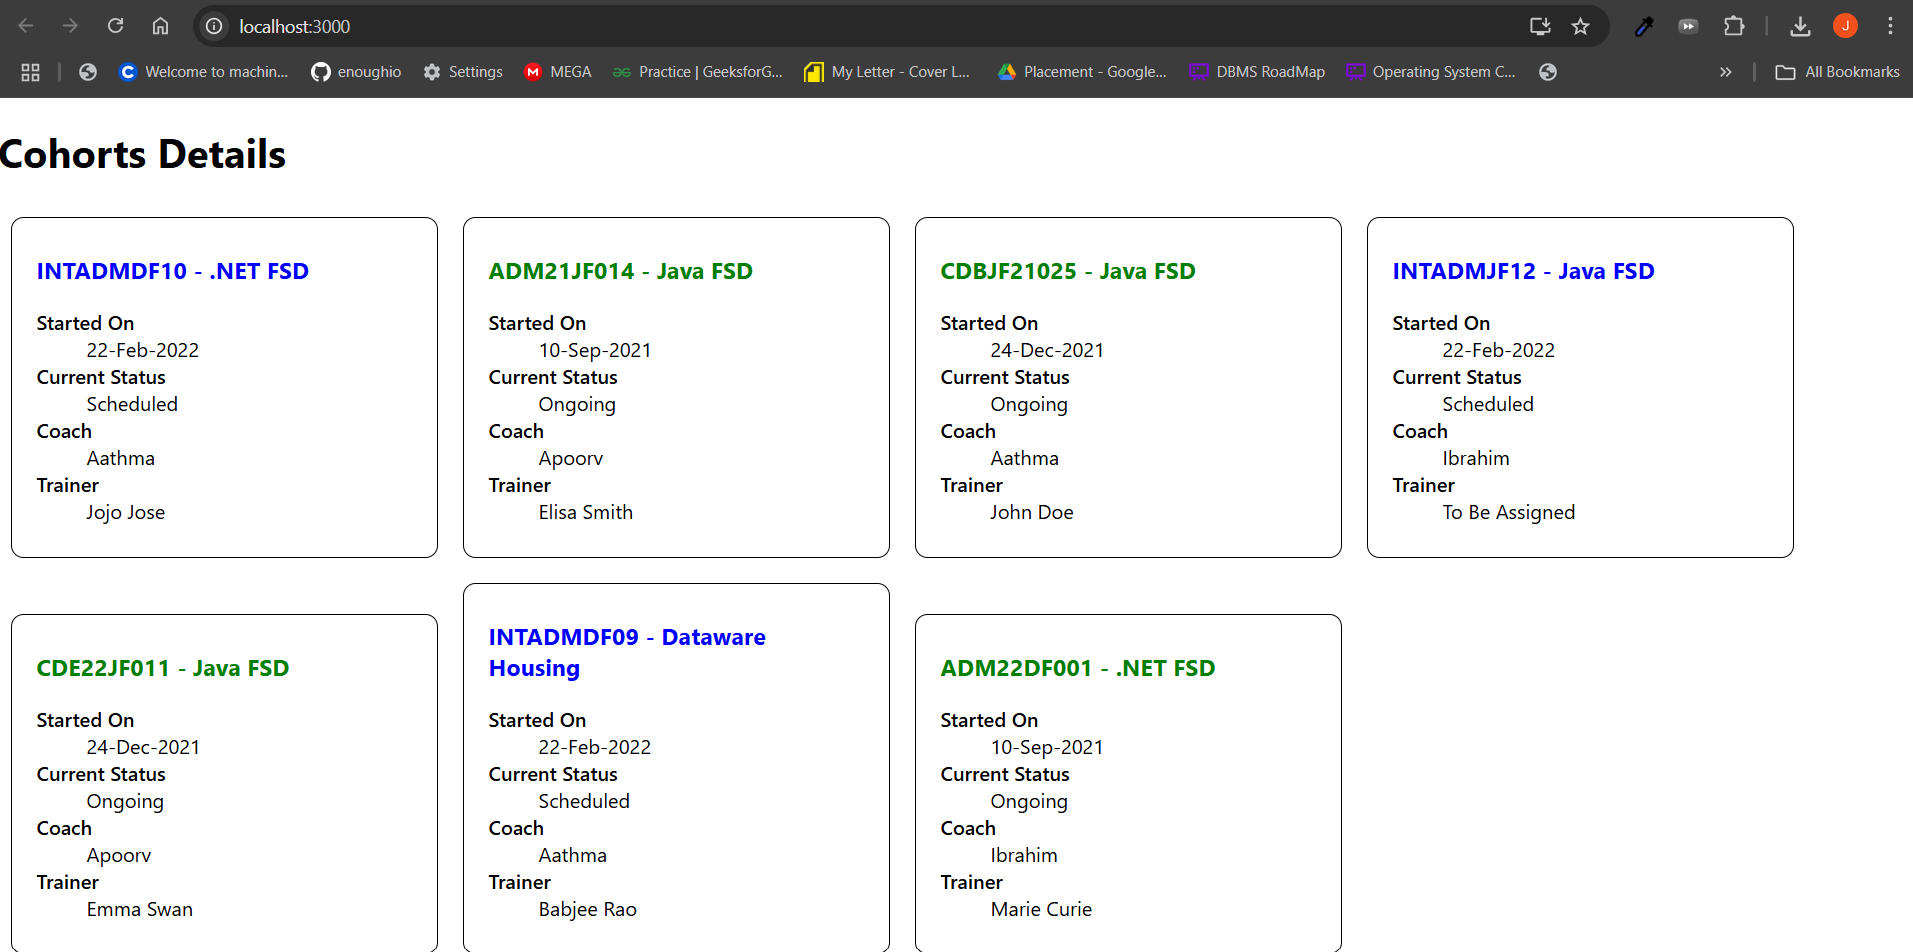 localhost:3000
J
Welcome to machin...
enoughio
Settings
MEGA
Practice | GeeksforG...
My Letter - Cover L...
Placement - Google...
DBMS RoadMap
Operating System C...
All Bookmarks
Cohorts Details
INTADMDF10 - .NET FSD
Started On
22-Feb-2022
Current Status
Scheduled
Coach
Aathma
Trainer
Jojo Jose
ADM21JF014 - Java FSD
Started On
10-Sep-2021
Current Status
Ongoing
Coach
Apoorv
Trainer
Elisa Smith
CDBJF21025 - Java FSD
Started On
24-Dec-2021
Current Status
Ongoing
Coach
Aathma
Trainer
John Doe
INTADMJF12 - Java FSD
Started On
22-Feb-2022
Current Status
Scheduled
Coach
Ibrahim
Trainer
To Be Assigned
CDE22JF011 - Java FSD
Started On
24-Dec-2021
Current Status
Ongoing
Coach
Apoorv
Trainer
Emma Swan
INTADMDF09 - Dataware
Housing
Started On
22-Feb-2022
Current Status
Scheduled
Coach
Aathma
Trainer
Babjee Rao
ADM22DF001 - .NET FSD
Started On
10-Sep-2021
Current Status
Ongoing
Coach
Ibrahim
Trainer
Marie Curie